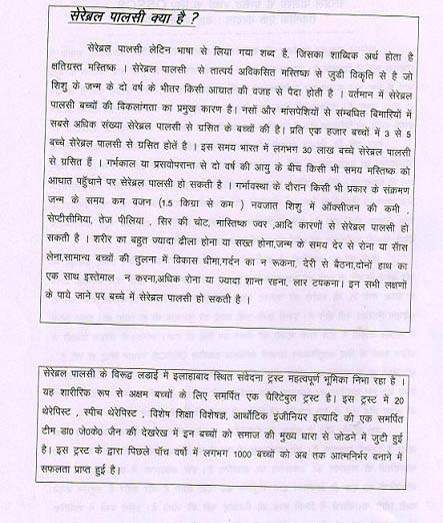 सेरेब्रल पालसी क्या है ?
सेरेब्रल पालसी लेटिन भाषा से लिया गया शब्द है, जिसका शाब्दिक अर्थ होता है
क्षतिग्रस्त मस्तिष्क । सेरेब्रल पालसी से तात्पर्य अविकसित मस्तिष्क से जुडी विकृति से है जो
शिशु के जन्म के दो वर्ष के भीतर किसी आघात की वजह से पैदा होती है । वर्तमान में सेरेब्रल
पालसी बच्चों की विकलांगता का प्रमुख कारण है। नसों और मांसपेशियों से संम्बधित बिमारियों में
सबसे अधिक संख्या सेरेब्रल पालसी से ग्रसित के बच्चों की है। प्रति एक हजार बच्चों में 3 से 5
बच्चे सेरेब्रल पालसी से ग्रसित होतें है । इस समय भारत में लगभग 30 लाख बच्चे सेरेब्रल पालसी
से ग्रसित हैं । गर्भकाल या प्रसवोपरान्त से दो वर्ष की आयु के बीच किसी भी समय मस्तिष्क को
आघात पहुँचाने पर सेरेब्रल पालसी हो सकती है । गर्भावस्था के दौरान किसी भी प्रकार के संक्रमण
जन्म के समय कम वजन (1.5 किग्रा से कम ) नवजात शिशु में ऑक्सीजन की कमी ,
सेप्टीसीमिया, तेज पीलिया , सिर की चोट, मास्तिष्क ज्वर ,आदि कारणों से सेरेब्रल पालसी हो
सकती है । शरीर का बहुत ज्यादा ढीला होना या सख्त होना,जन्म के समय देर से रोना या सॅास
लेना,सामान्य बच्चों की तुलना में विकास धीमा,गर्दन का न रूकना, देरी से बैठना,दोनों हाथ का
एक साथ इस्तेमाल न करना,अधिक रोना या ज्यादा शान्त रहना, लार टपकना। इन सभी लक्षणों
के पाये जाने पर बच्चे में सेरेब्रल पालसी हो सकती है ।
सेरेब्रल पालसी के विरूद्ध लडाई में इलाहाबाद स्थित संवेदना ट्रस्ट महत्वपूर्ण भूमिका निभा रहा है ।
यह शारीरिक रूप से अक्षम बच्चों के लिए समर्पित एक चैरिटेबुल ट्रस्ट है। इस ट्रस्ट में 20
थेरेपिस्ट , स्पीच थेरेपिस्ट , विशेष शिक्षा विशेषज्ञ, आर्थोटिक इंजीनियर इत्यादि की एक समर्पित
टीम डा० जे०के० जैन की देखरेख में इन बच्चों को समाज की मुख्य धारा से जोडने में जुटी हुई
है। इस ट्रस्ट के द्वारा पिछले पॉच वर्षो में लगभग 1000 बच्चों को अब तक आत्मनिर्भर बनाने में
सफलता प्राप्त हुई है।